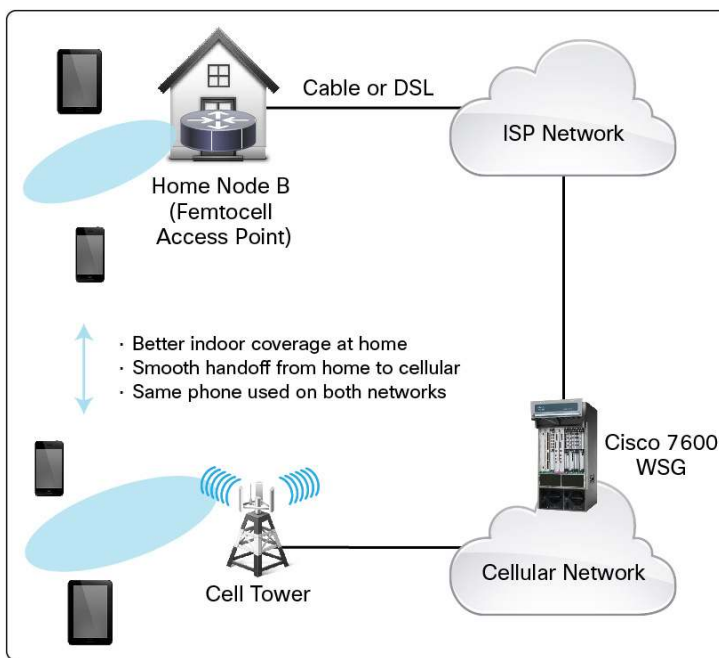 Cable or DSL
ISP Network
Home Node B
(Femtocell
Access Point)
· Better indoor coverage at home
· Smooth handoff from home to cellular
· Same phone used on both networks
Cisco 7600
WSG
Cell Tower
Cellular Network